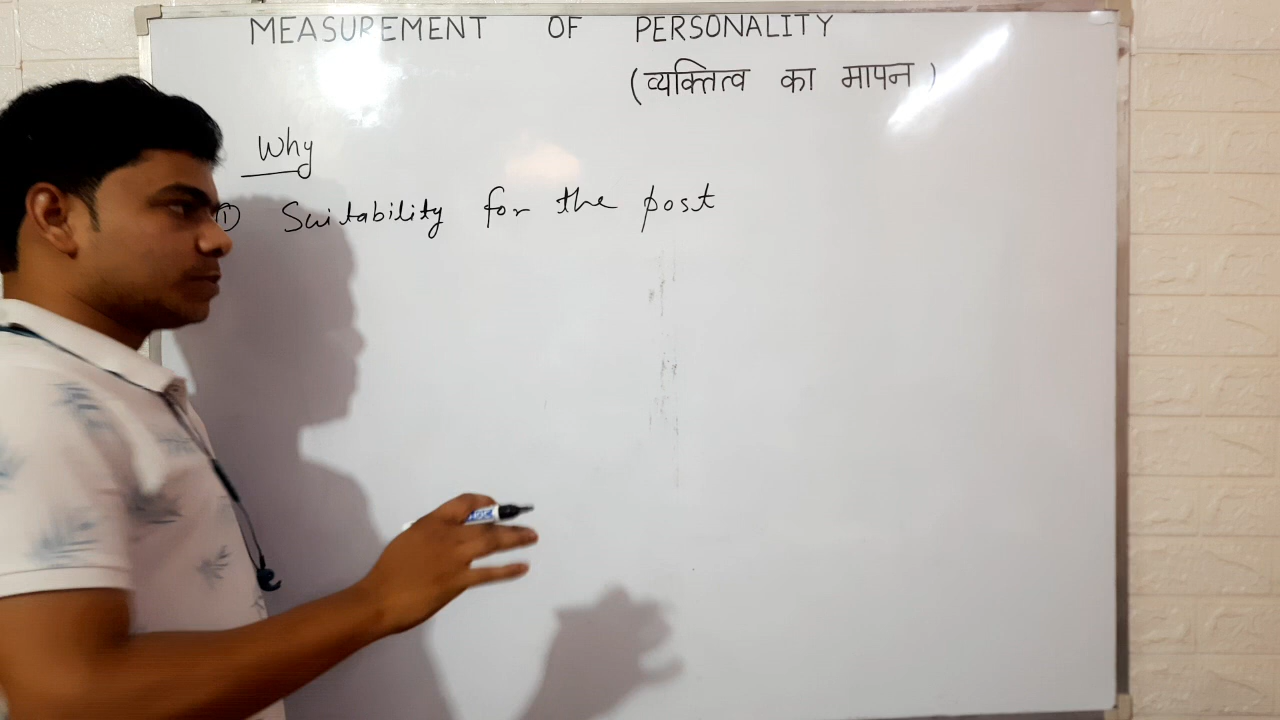 MEASUREMENT OF PERSONALITY
(व्यक्तित्व का मापन)
Why
① Suitability for the post